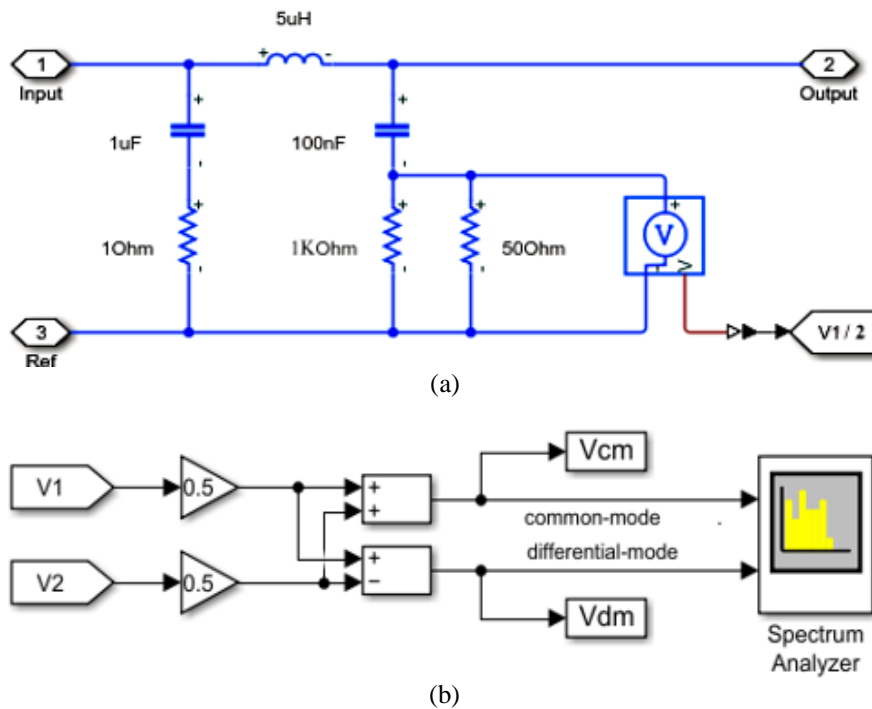 5uH
+ -
1
Input
2
Output
+
+
1uF
100nF
-
-
+
+
+
+
V
1Ohm
1KOhm
50Ohm
-
-
-
-
V
3
Ref
V1 / 2
(a)
V1
0.5
+
+
Vcm
common-mode
differential-mode
V2
0.5
+
−
Vdm
Spectrum
Analyzer
(b)